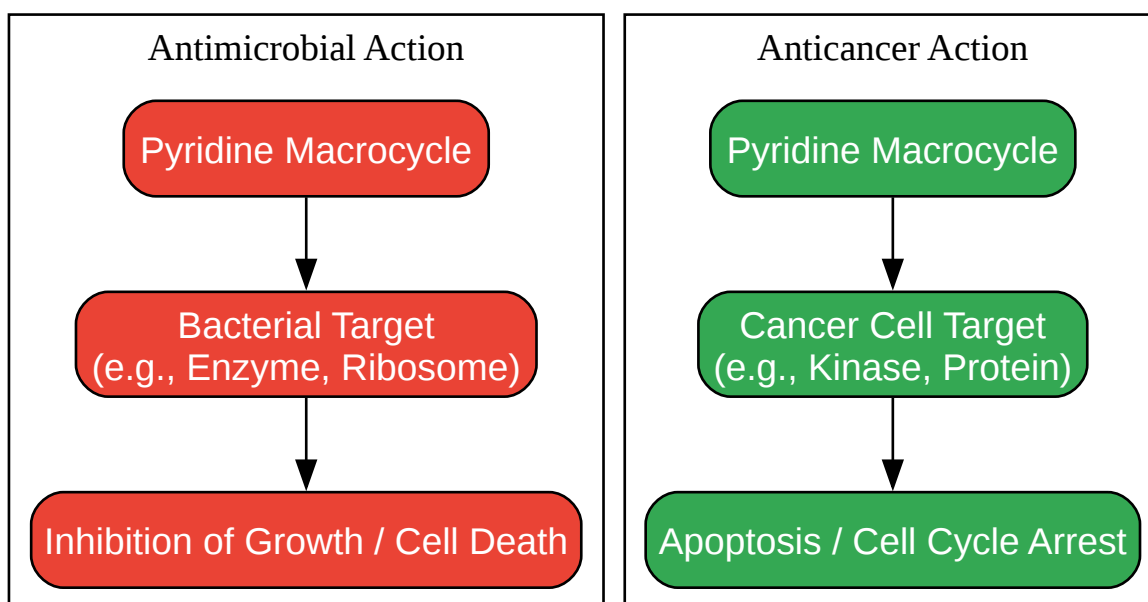 Antimicrobial Action
Pyridine Macrocycle
Bacterial Target
(e.g., Enzyme, Ribosome)
Inhibition of Growth / Cell Death
Anticancer Action
Pyridine Macrocycle
Cancer Cell Target
(e.g., Kinase, Protein)
Apoptosis / Cell Cycle Arrest